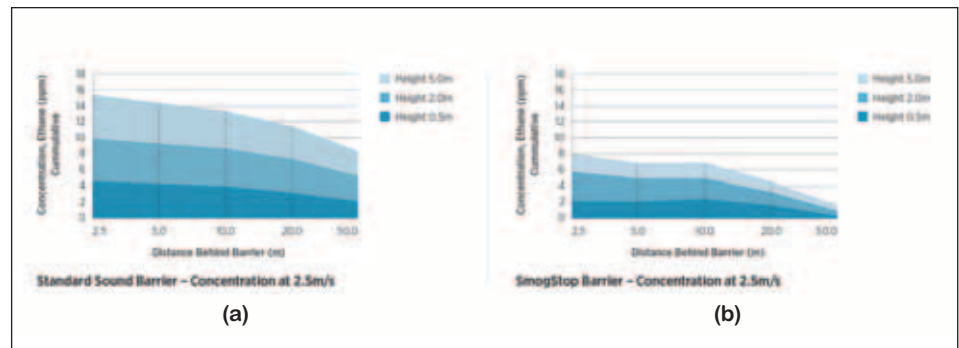 Concentration, Ethane (ppm)
Cummulative
18
16
14
12
10
8
6
4
2
0
2.5 5.0 10.0 20.0 50.0
Distance Behind Barrier (m)
Height 5.0m
Height 2.0m
Height 0.5m
Standard Sound Barrier – Concentration at 2.5m/s
(a)
Concentration, Ethane (ppm)
Cummulative
18
16
14
12
10
8
6
4
2
0
2.5 5.0 10.0 20.0 50.0
Distance Behind Barrier (m)
Height 5.0m
Height 2.0m
Height 0.5m
SmogStop Barrier – Concentration at 2.5m/s
(b)